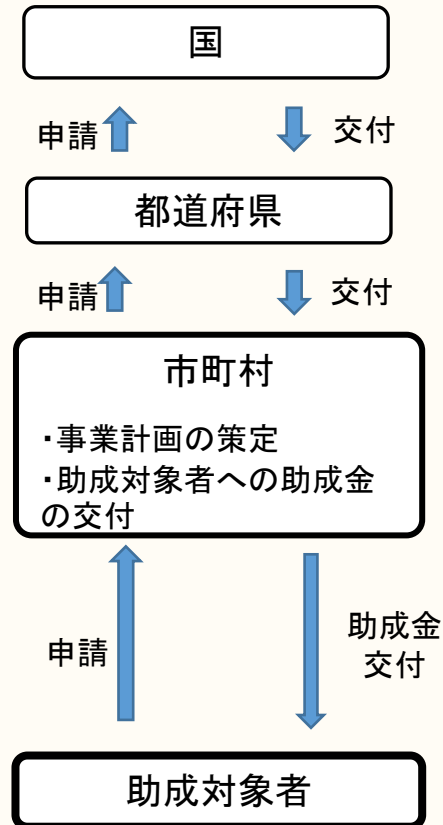 国
申請
交付
都道府県
申請
交付
市町村
・事業計画の策定
・助成対象者への助成金
の交付
申請
助成金
交付
助成対象者